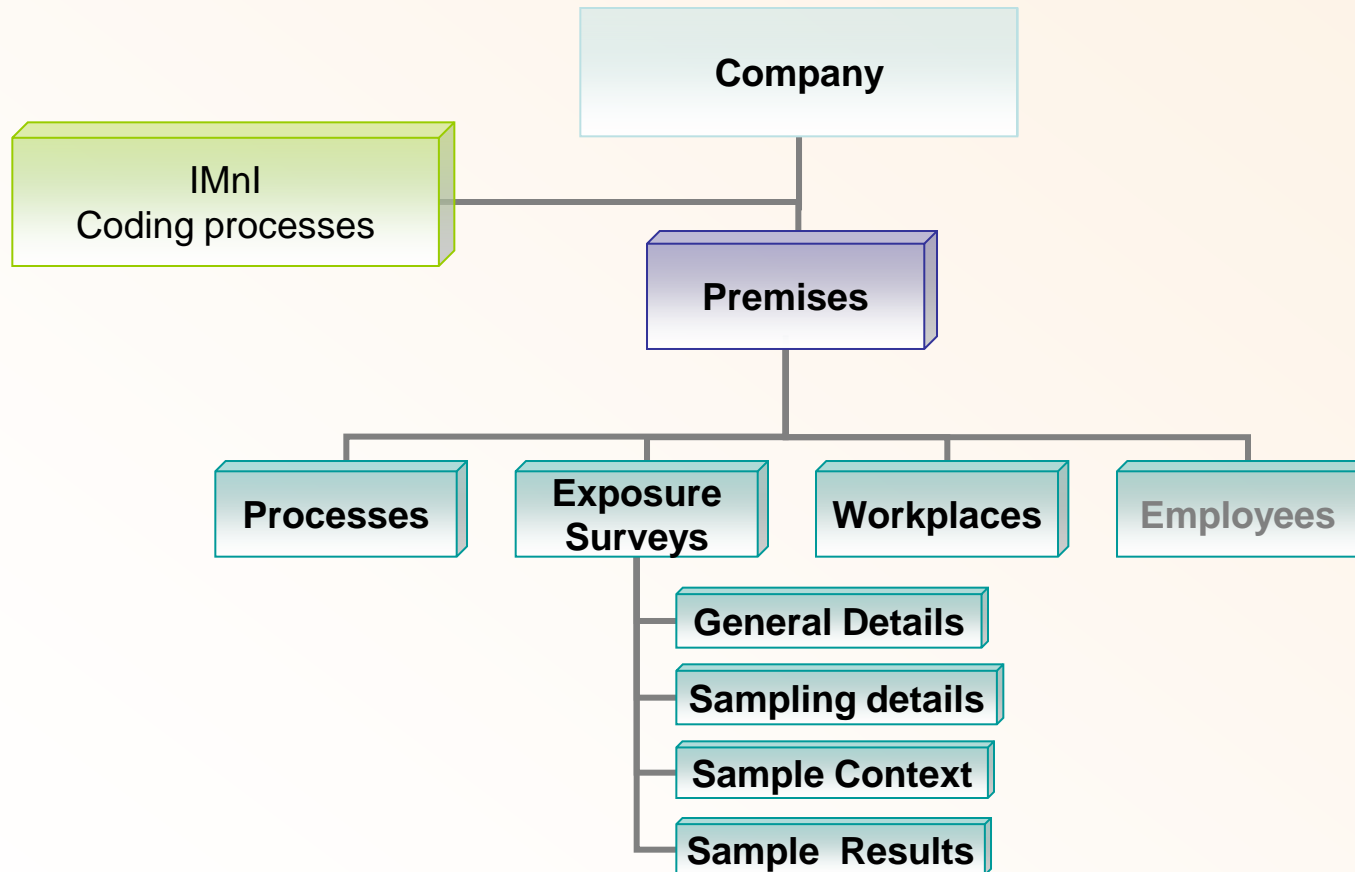 Company
IMnI
Coding processes
Premises
Processes
Exposure
Surveys
Workplaces
Employees
General Details
Sampling details
Sample Context
Sample  Results